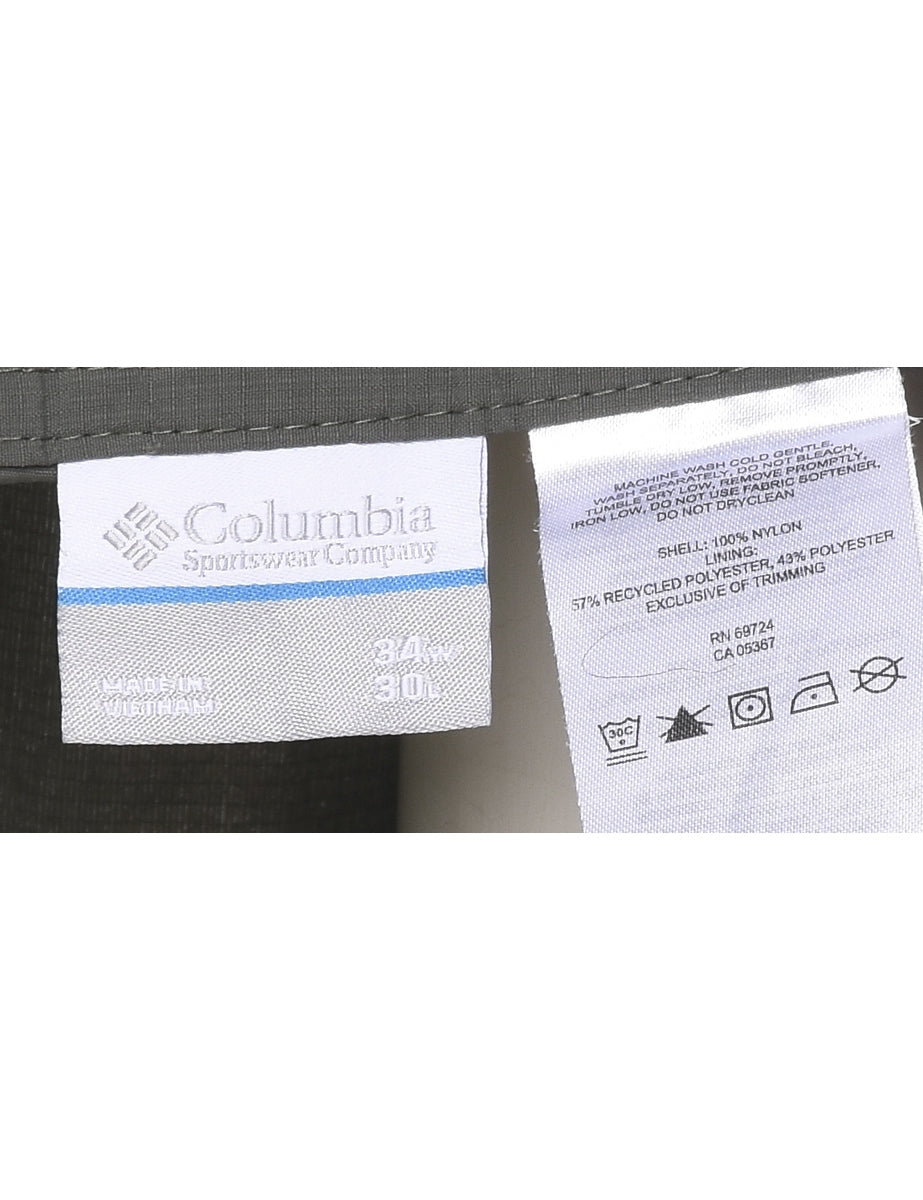 Columbia
Sportswear Company
34W
30L
MADE IN
VIETNAM
MACHINE WASH COLD GENTLE,
WASH SEPARATELY, DO NOT BLEACH,
TUMBLE DRY LOW, REMOVE PROMPTLY,
IRON LOW, DO NOT USE FABRIC SOFTENER,
DO NOT DRYCLEAN
SHELL: 100% NYLON
LINING:
57% RECYCLED POLYESTER, 43% POLYESTER
EXCLUSIVE OF TRIMMING
RN 69724
CA 05367
30C